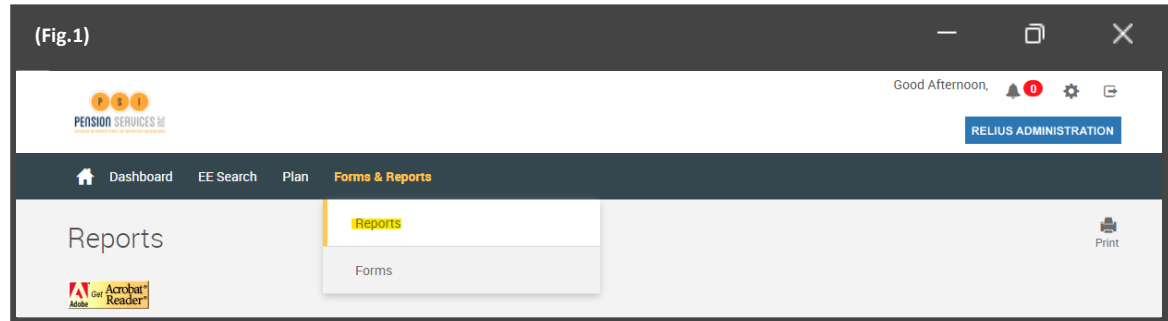 (Fig.1)
P S I
PENSION SERVICES
Good Afternoon,
0
RELIUS ADMINISTRATION
Dashboard EE Search Plan Forms & Reports
Reports
Reports
Print
Forms
Adobe Get Acrobat® Reader®